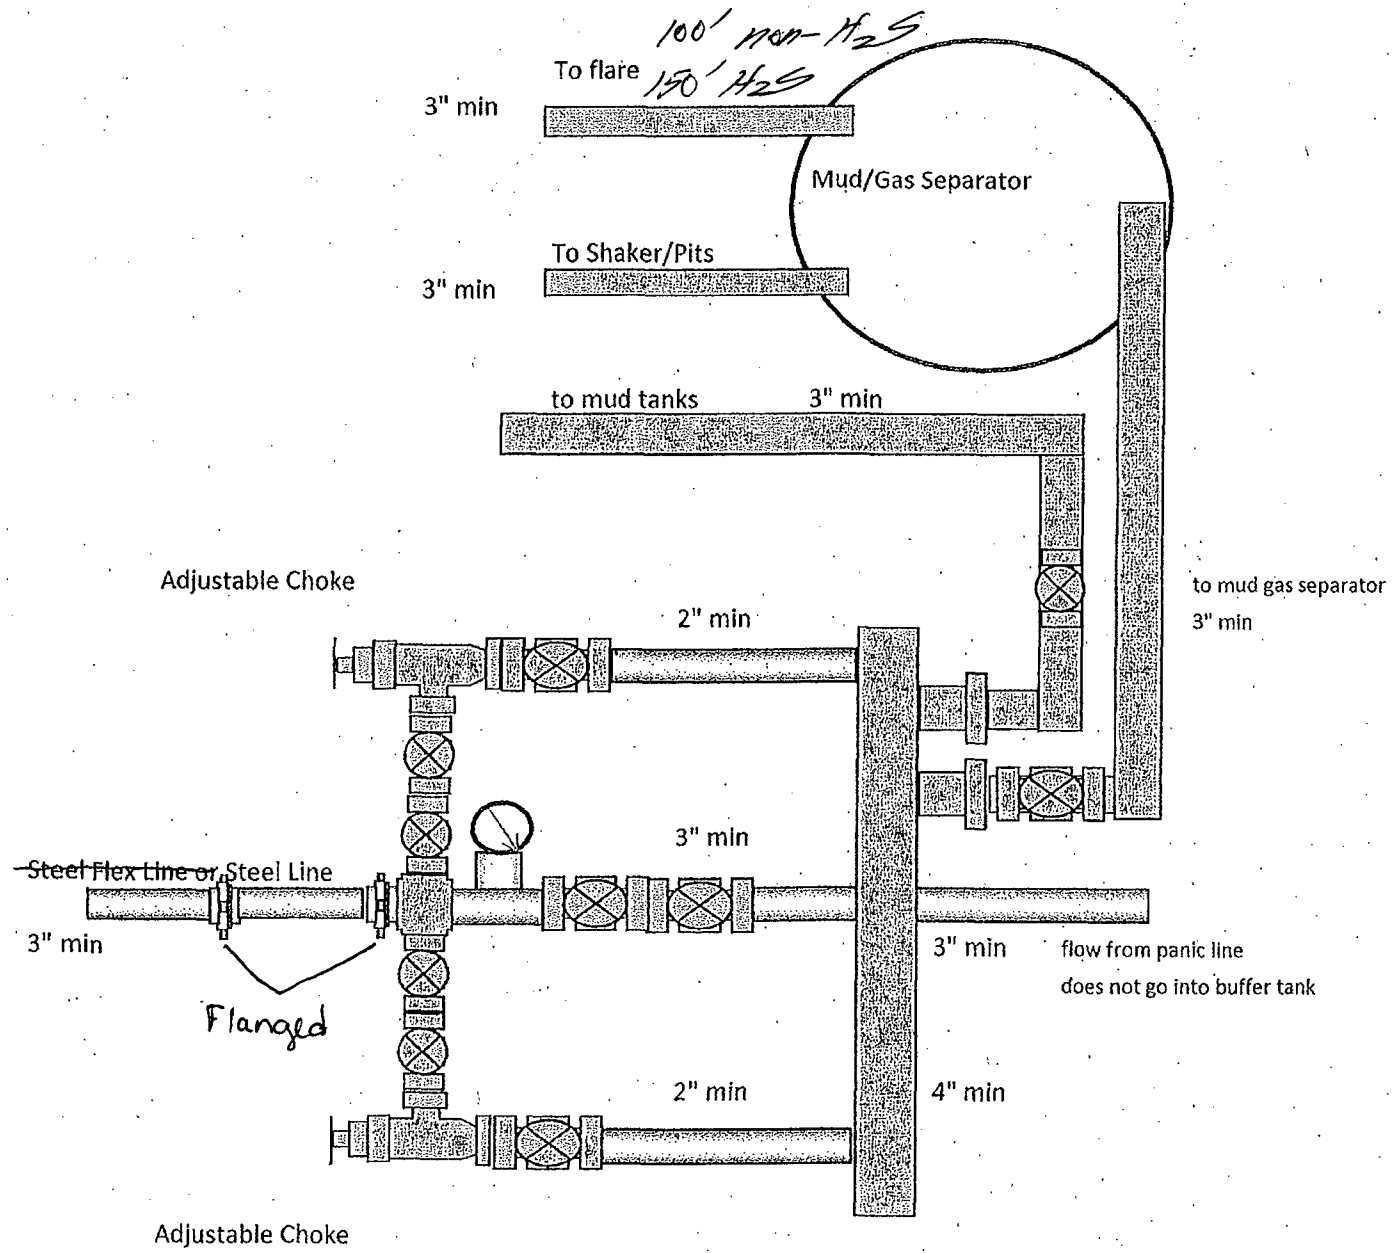 100' non-H2S
To flare 150' H2S
3" min
Mud/Gas Separator
To Shaker/Pits
3" min
to mud tanks 3" min
Adjustable Choke
to mud gas separator
3" min
2" min
3" min
Steel Flex Line or Steel Line
3" min
Flanged
3" min flow from panic line
does not go into buffer tank
2" min
4" min
Adjustable Choke